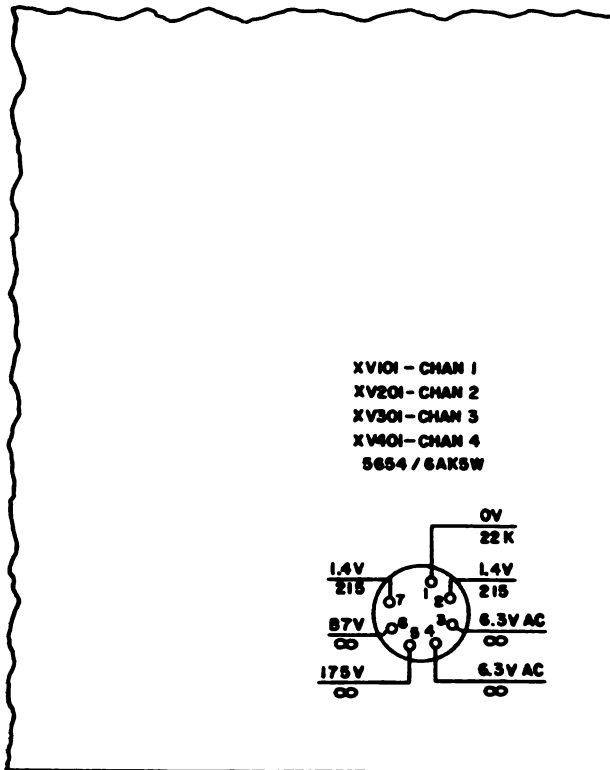 XV101 - CHAN 1
XV201 - CHAN 2
XV301 - CHAN 3
XV401 - CHAN 4
5654 / 6AK5W
0V
22 K
1.4V
215
1.4V
215
7
1
2
87V
∞
6
5
4
3
6.3V AC
∞
175V
∞
6.3V AC
∞